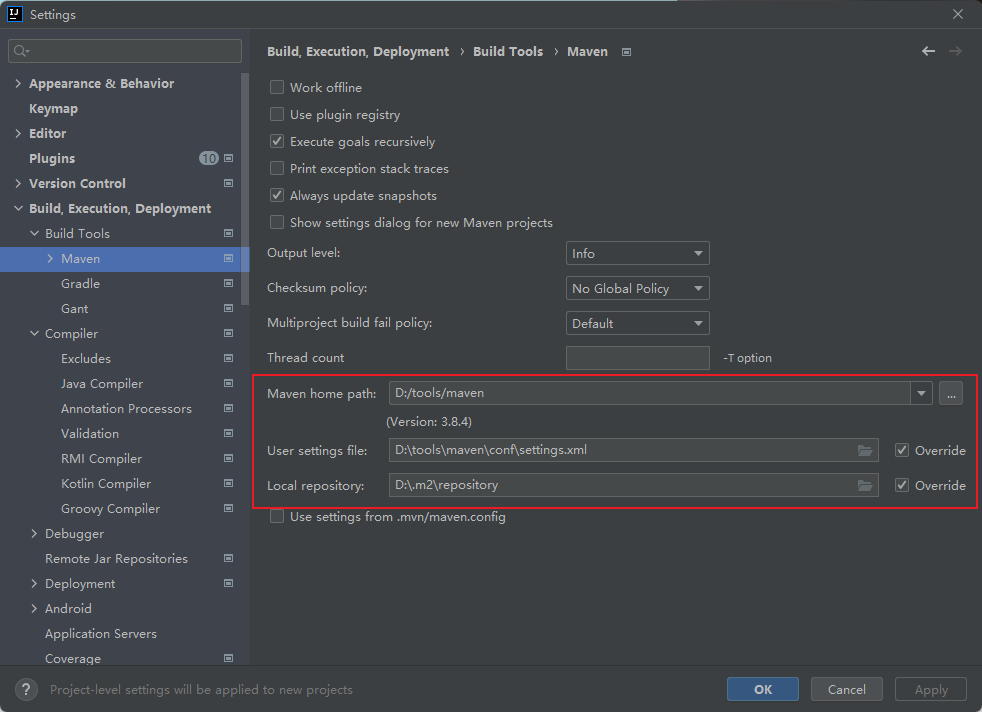 Settings
Appearance & Behavior
Keymap
Editor
Plugins 10
Version Control
Build, Execution, Deployment
Build Tools
Maven
Gradle
Gant
Compiler
Excludes
Java Compiler
Annotation Processors
Validation
RMI Compiler
Kotlin Compiler
Groovy Compiler
Debugger
Remote Jar Repositories
Deployment
Android
Application Servers
Coverage
Build, Execution, Deployment › Build Tools › Maven
Work offline
Use plugin registry
Execute goals recursively
Print exception stack traces
Always update snapshots
Show settings dialog for new Maven projects
Output level: Info
Checksum policy: No Global Policy
Multiproject build fail policy: Default
Thread count -T option
Maven home path: D:/tools/maven ...
(Version: 3.8.4)
User settings file: D:\tools\maven\conf\settings.xml Override
Local repository: D:\.m2\repository Override
Use settings from .mvn/maven.config
? Project-level settings will be applied to new projects
OK Cancel Apply